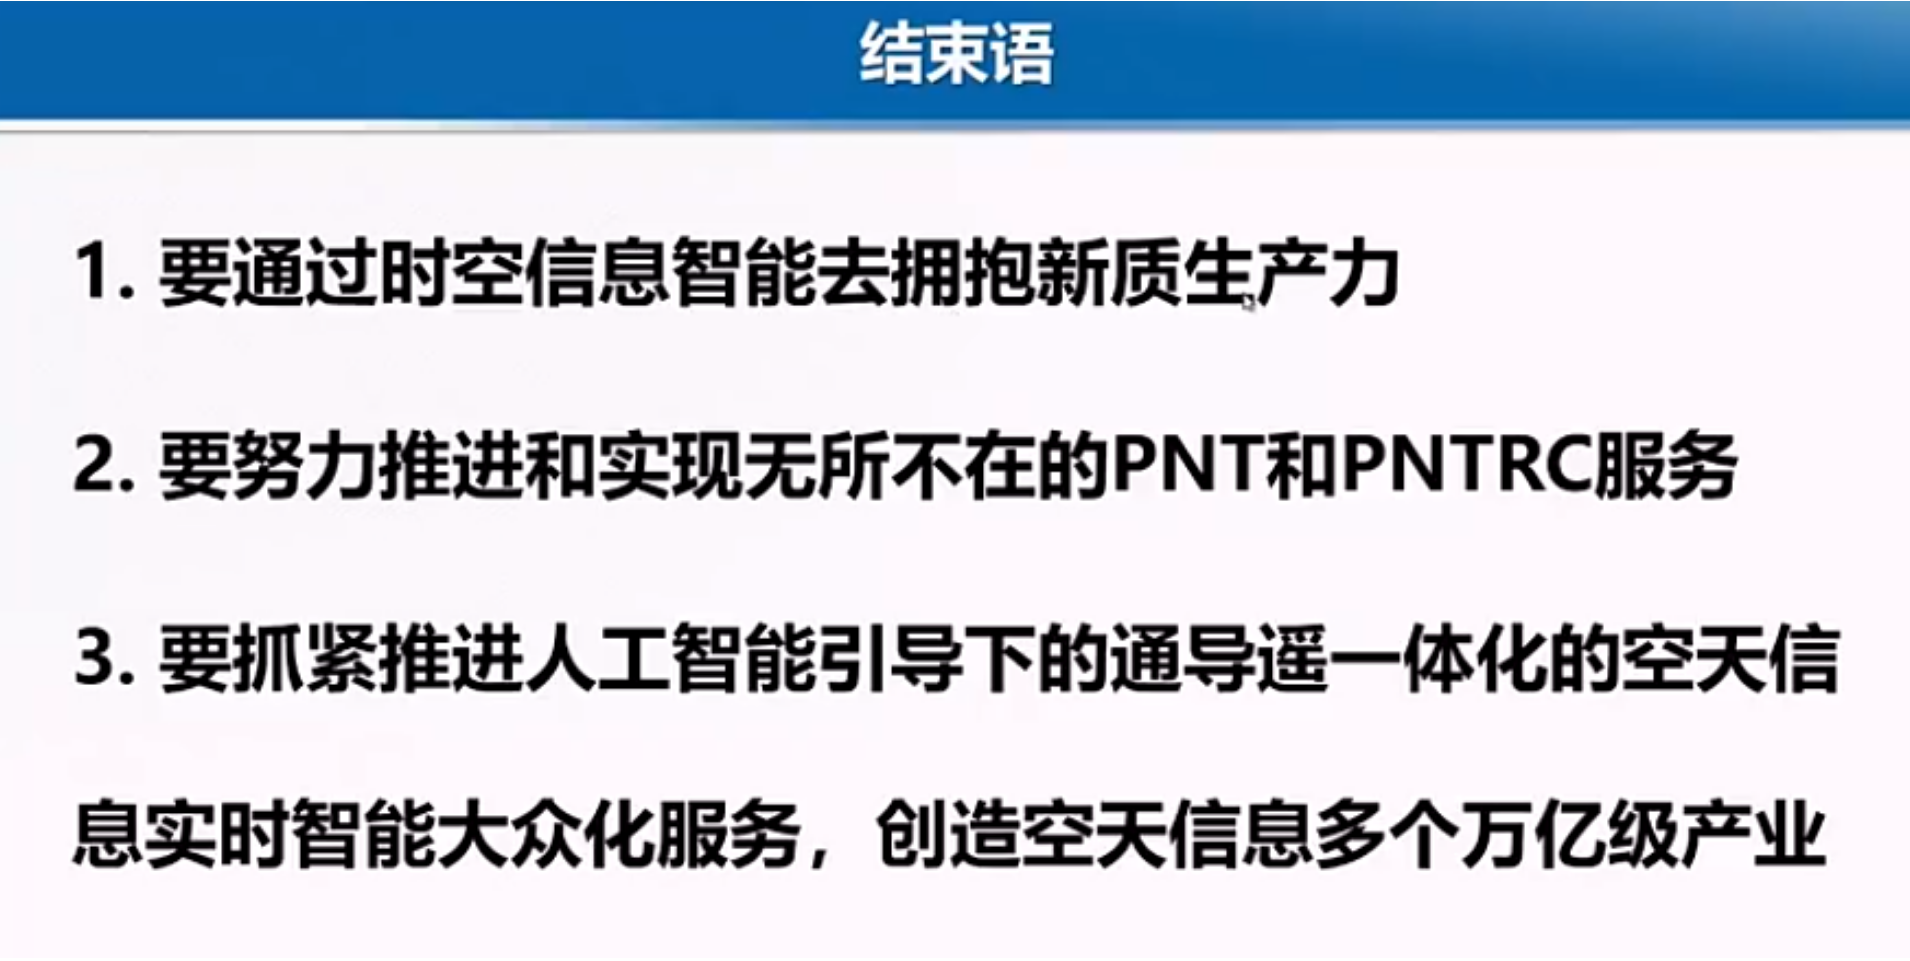 结束语
1. 要通过时空信息智能去拥抱新质生产力
2. 要努力推进和实现无所不在的PNT和PNTRC服务
3. 要抓紧推进人工智能引导下的通导遥一体化的空天信
息实时智能大众化服务，创造空天信息多个万亿级产业